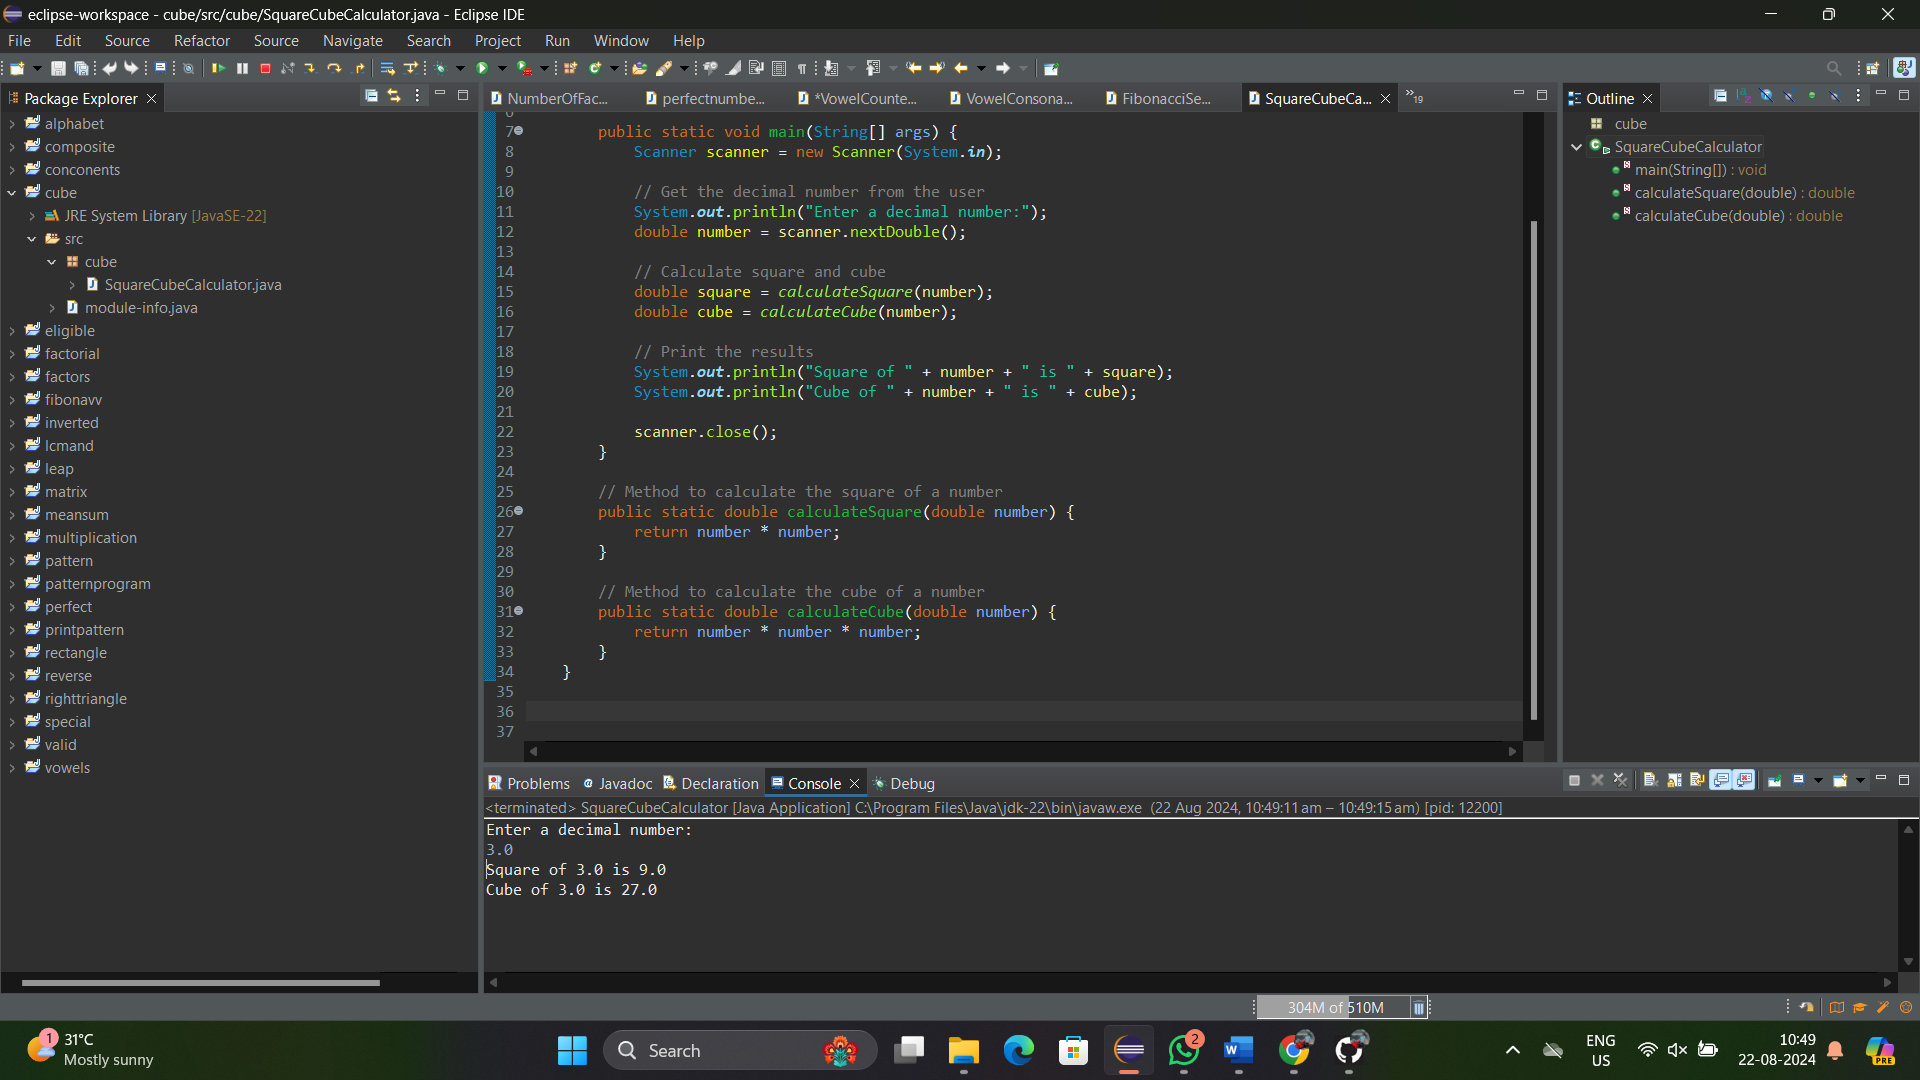 eclipse-workspace - cube/src/cube/SquareCubeCalculator.java - Eclipse IDE
File Edit Source Refactor Source Navigate Search Project Run Window Help
Package Explorer
alphabet
composite
conconents
cube
JRE System Library [JavaSE-22]
src
cube
SquareCubeCalculator.java
module-info.java
eligible
factorial
factors
fibonavv
inverted
lcmand
leap
matrix
meansum
multiplication
pattern
patternprogram
perfect
printpattern
rectangle
reverse
righttriangle
special
valid
vowels
NumberOfFac... perfectnumbe... *VowelCounte... VowelConsona... FibonacciSe... SquareCubeCa... »19
7 public static void main(String[] args) {
8 Scanner scanner = new Scanner(System.in);
9
10 // Get the decimal number from the user
11 System.out.println("Enter a decimal number:");
12 double number = scanner.nextDouble();
13
14 // Calculate square and cube
15 double square = calculateSquare(number);
16 double cube = calculateCube(number);
17
18 // Print the results
19 System.out.println("Square of " + number + " is " + square);
20 System.out.println("Cube of " + number + " is " + cube);
21
22 scanner.close();
23 }
24
25 // Method to calculate the square of a number
26 public static double calculateSquare(double number) {
27 return number * number;
28 }
29
30 // Method to calculate the cube of a number
31 public static double calculateCube(double number) {
32 return number * number * number;
33 }
34 }
35
36
37
Outline
cube
SquareCubeCalculator
main(String[]) : void
calculateSquare(double) : double
calculateCube(double) : double
Problems Javadoc Declaration Console Debug
<terminated> SquareCubeCalculator [Java Application] C:\Program Files\Java\jdk-22\bin\javaw.exe (22 Aug 2024, 10:49:11 am – 10:49:15 am) [pid: 12200]
Enter a decimal number:
3.0
Square of 3.0 is 9.0
Cube of 3.0 is 27.0
304M of 510M
1
31°C
Mostly sunny
Search
2
ENG
US
10:49
22-08-2024
PRE